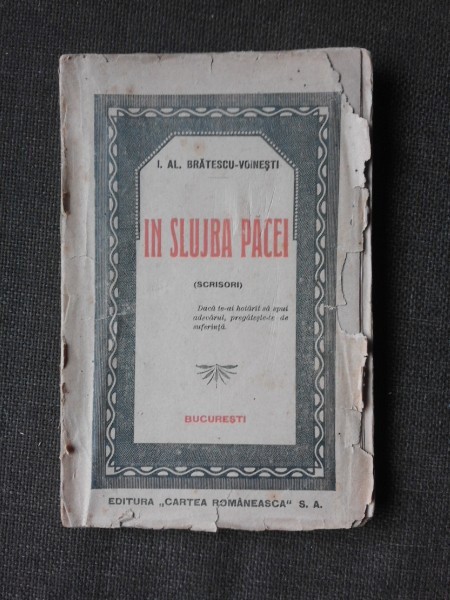 I. AL. BRĂTESCU-VOINEȘTI
IN SLUJBA PĂCEI
(SCRISORI)
Dacă te-ai hotărît să spui
adevărul, pregătește-te de
suferință.
BUCUREȘTI
EDITURA „CARTEA ROMÂNEASCA" S. A.